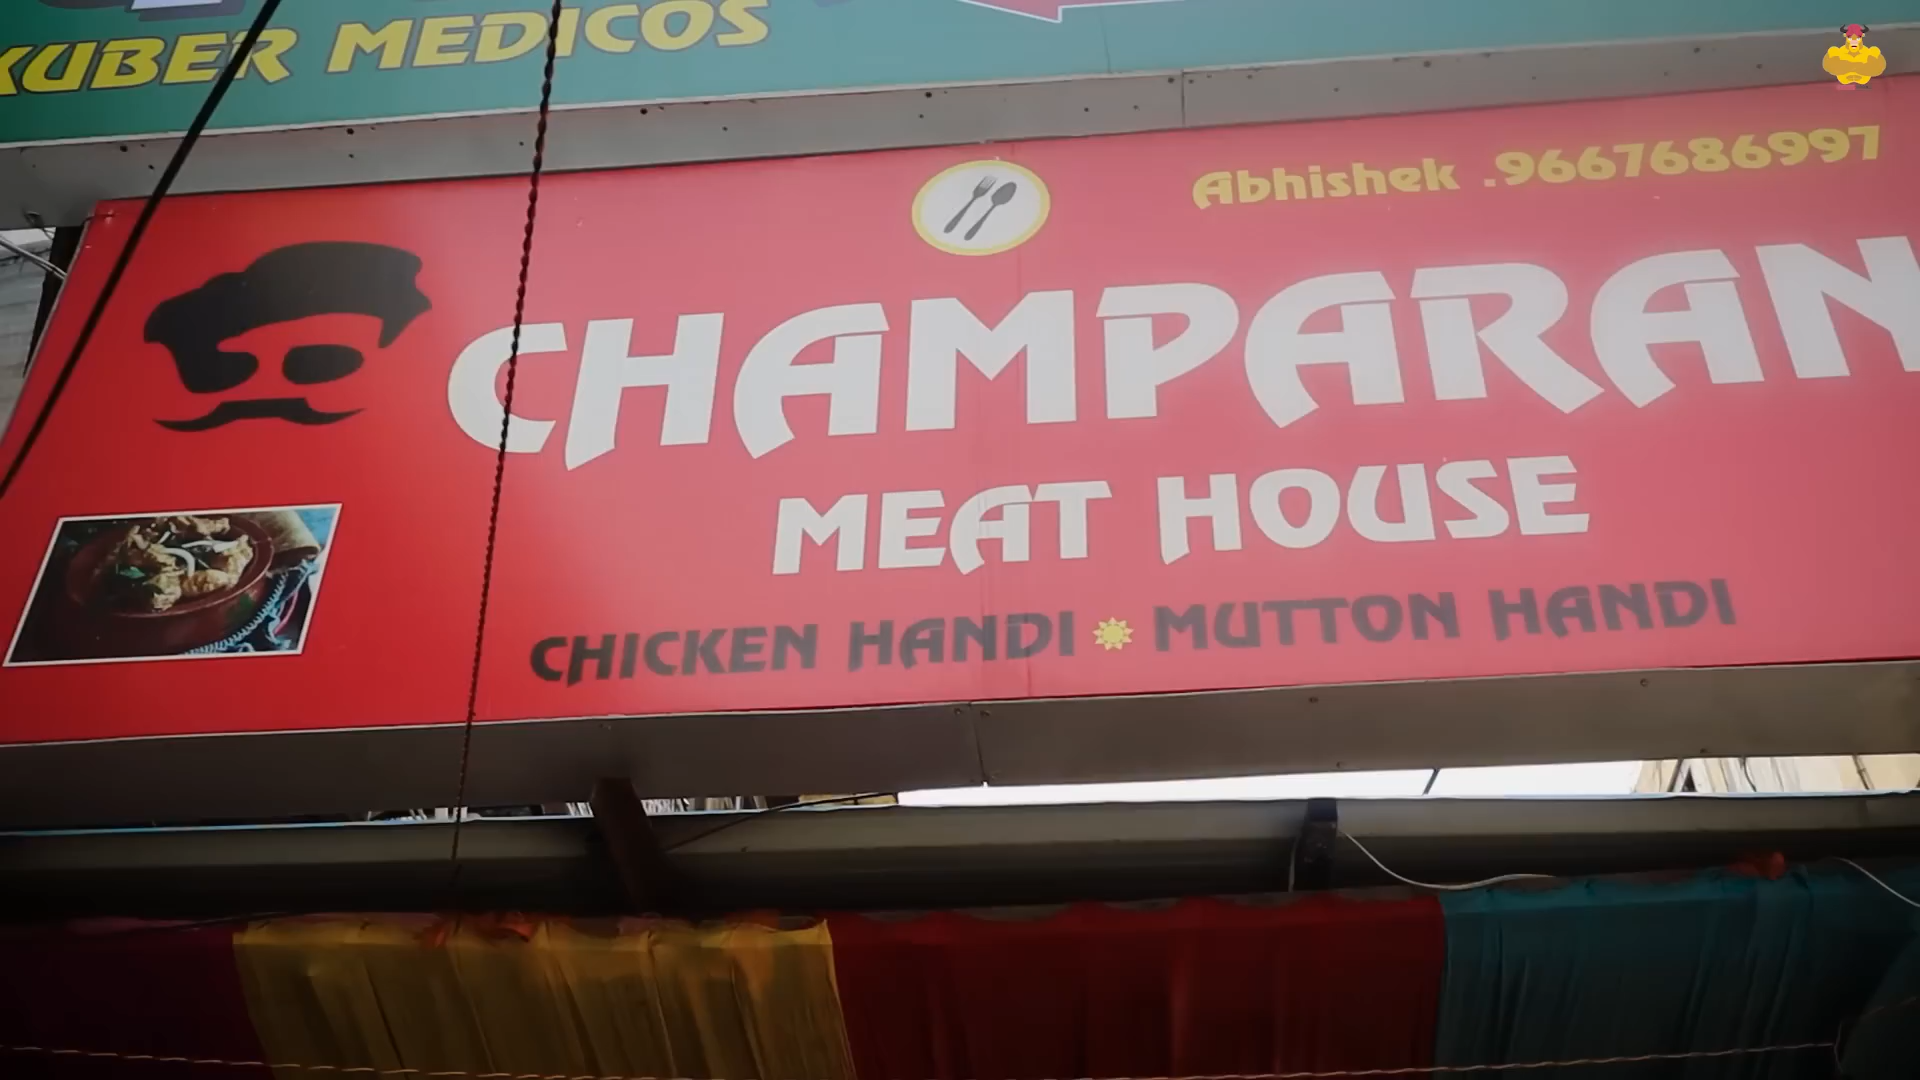 KUBER MEDICOS
Abhishek .9667686997
CHAMPARAN
MEAT HOUSE
CHICKEN HANDI MUTTON HANDI